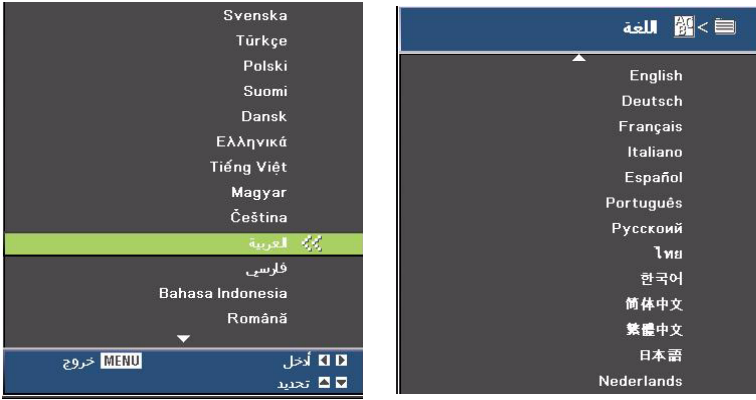 Svenska
Türkçe
Polski
Suomi
Dansk
Ελληνικά
Tiếng Việt
Magyar
Čeština
العربية
فارسی
Bahasa Indonesia
Română
أدخل MENU خروج
تحديد
اللغة
English
Deutsch
Français
Italiano
Español
Português
Русский
ไทย
한국어
简体中文
繁體中文
日本語
Nederlands